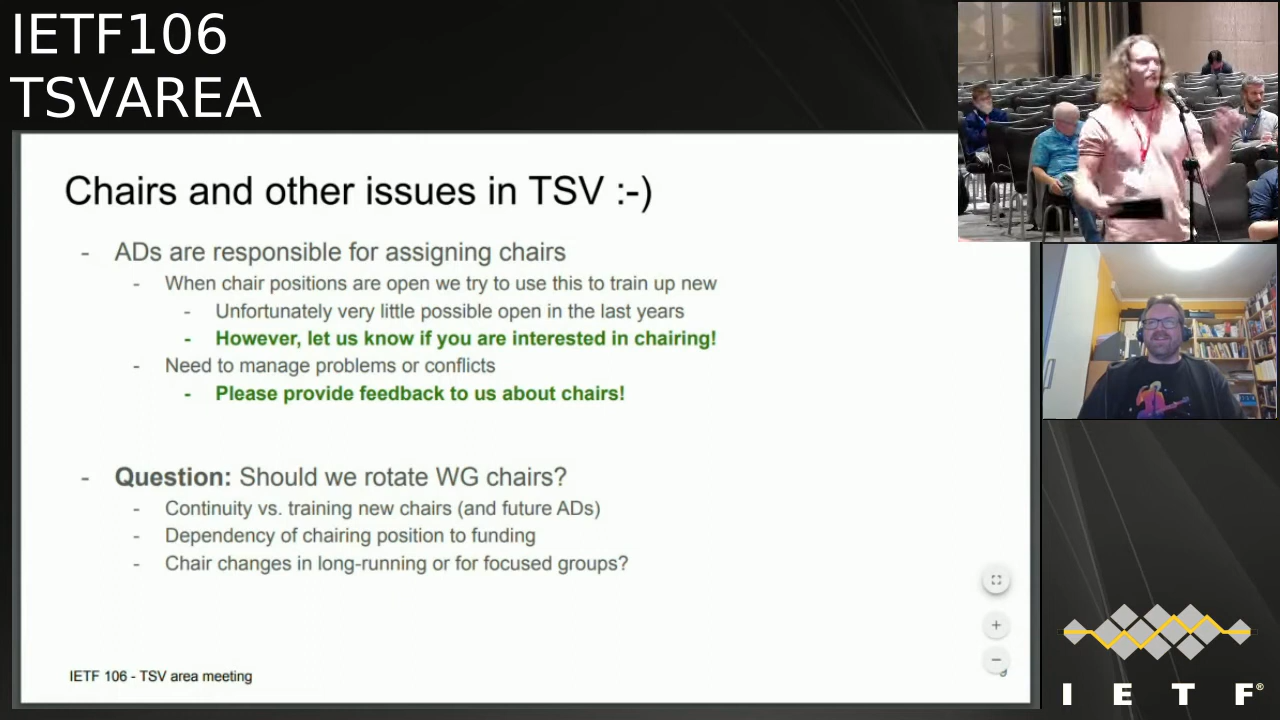 IETF106
TSVAREA
Chairs and other issues in TSV :-)
- ADs are responsible for assigning chairs
- When chair positions are open we try to use this to train up new
- Unfortunately very little possible open in the last years
- However, let us know if you are interested in chairing!
- Need to manage problems or conflicts
- Please provide feedback to us about chairs!
- Question: Should we rotate WG chairs?
- Continuity vs. training new chairs (and future ADs)
- Dependency of chairing position to funding
- Chair changes in long-running or for focused groups?
IETF 106 - TSV area meeting
I E T F®